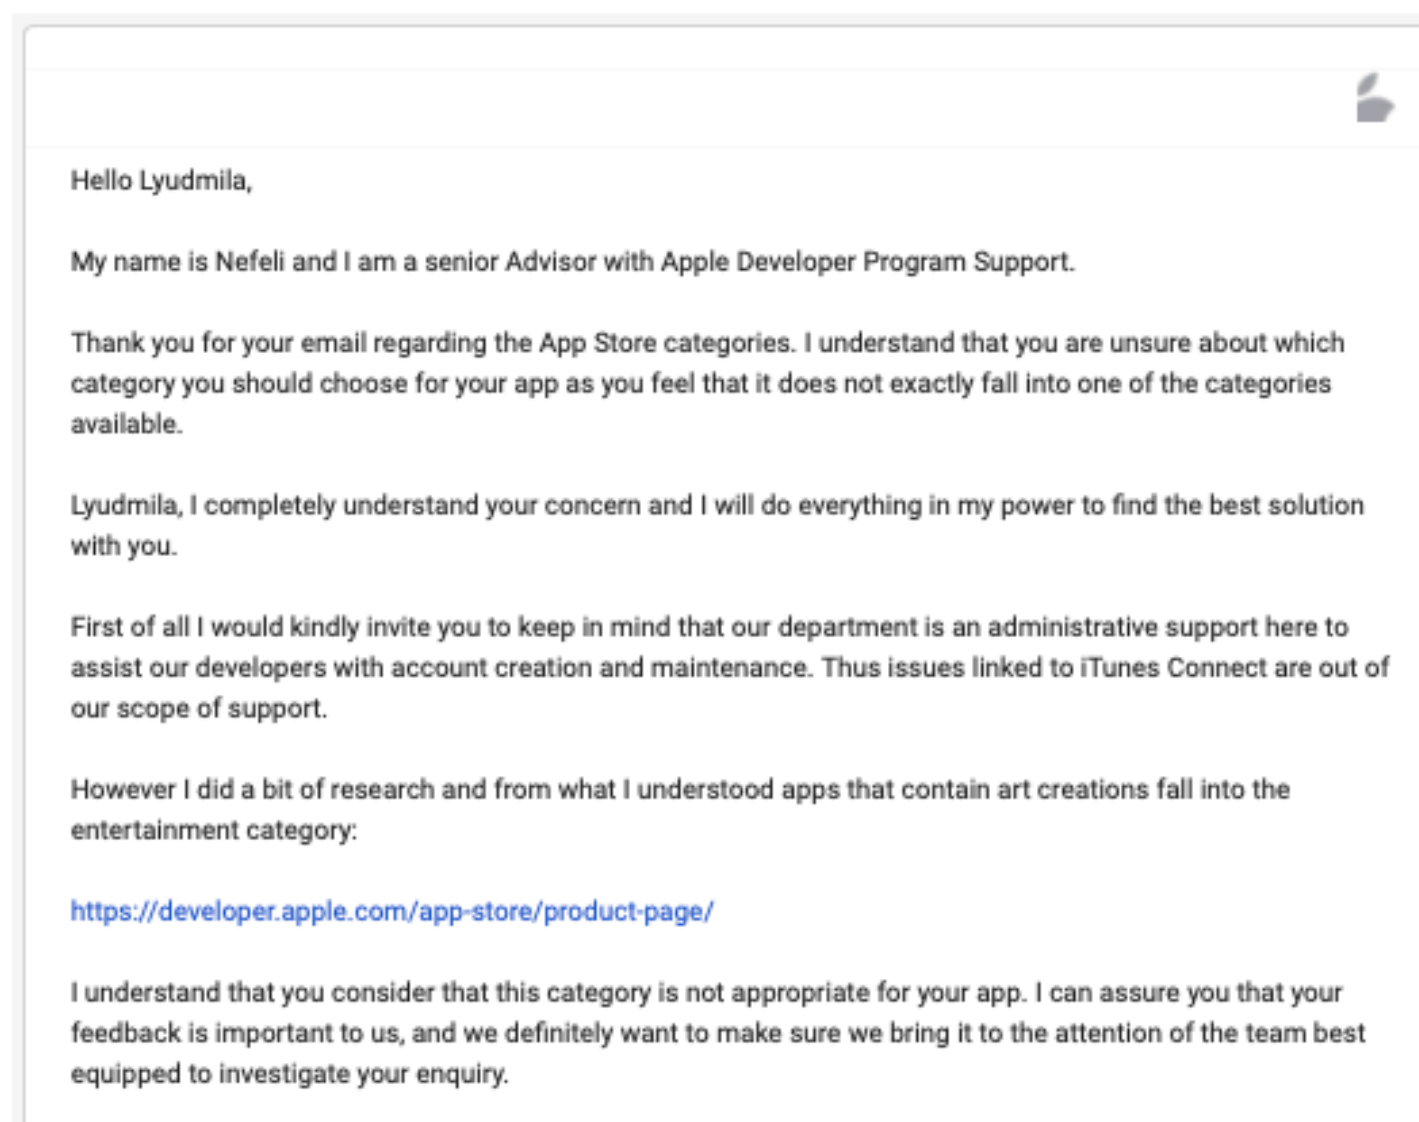 Hello Lyudmila,
My name is Nefeli and I am a senior Advisor with Apple Developer Program Support.
Thank you for your email regarding the App Store categories. I understand that you are unsure about which
category you should choose for your app as you feel that it does not exactly fall into one of the categories
available.
Lyudmila, I completely understand your concern and I will do everything in my power to find the best solution
with you.
First of all I would kindly invite you to keep in mind that our department is an administrative support here to
assist our developers with account creation and maintenance. Thus issues linked to iTunes Connect are out of
our scope of support.
However I did a bit of research and from what I understood apps that contain art creations fall into the
entertainment category:
https://developer.apple.com/app-store/product-page/
I understand that you consider that this category is not appropriate for your app. I can assure you that your
feedback is important to us, and we definitely want to make sure we bring it to the attention of the team best
equipped to investigate your enquiry.